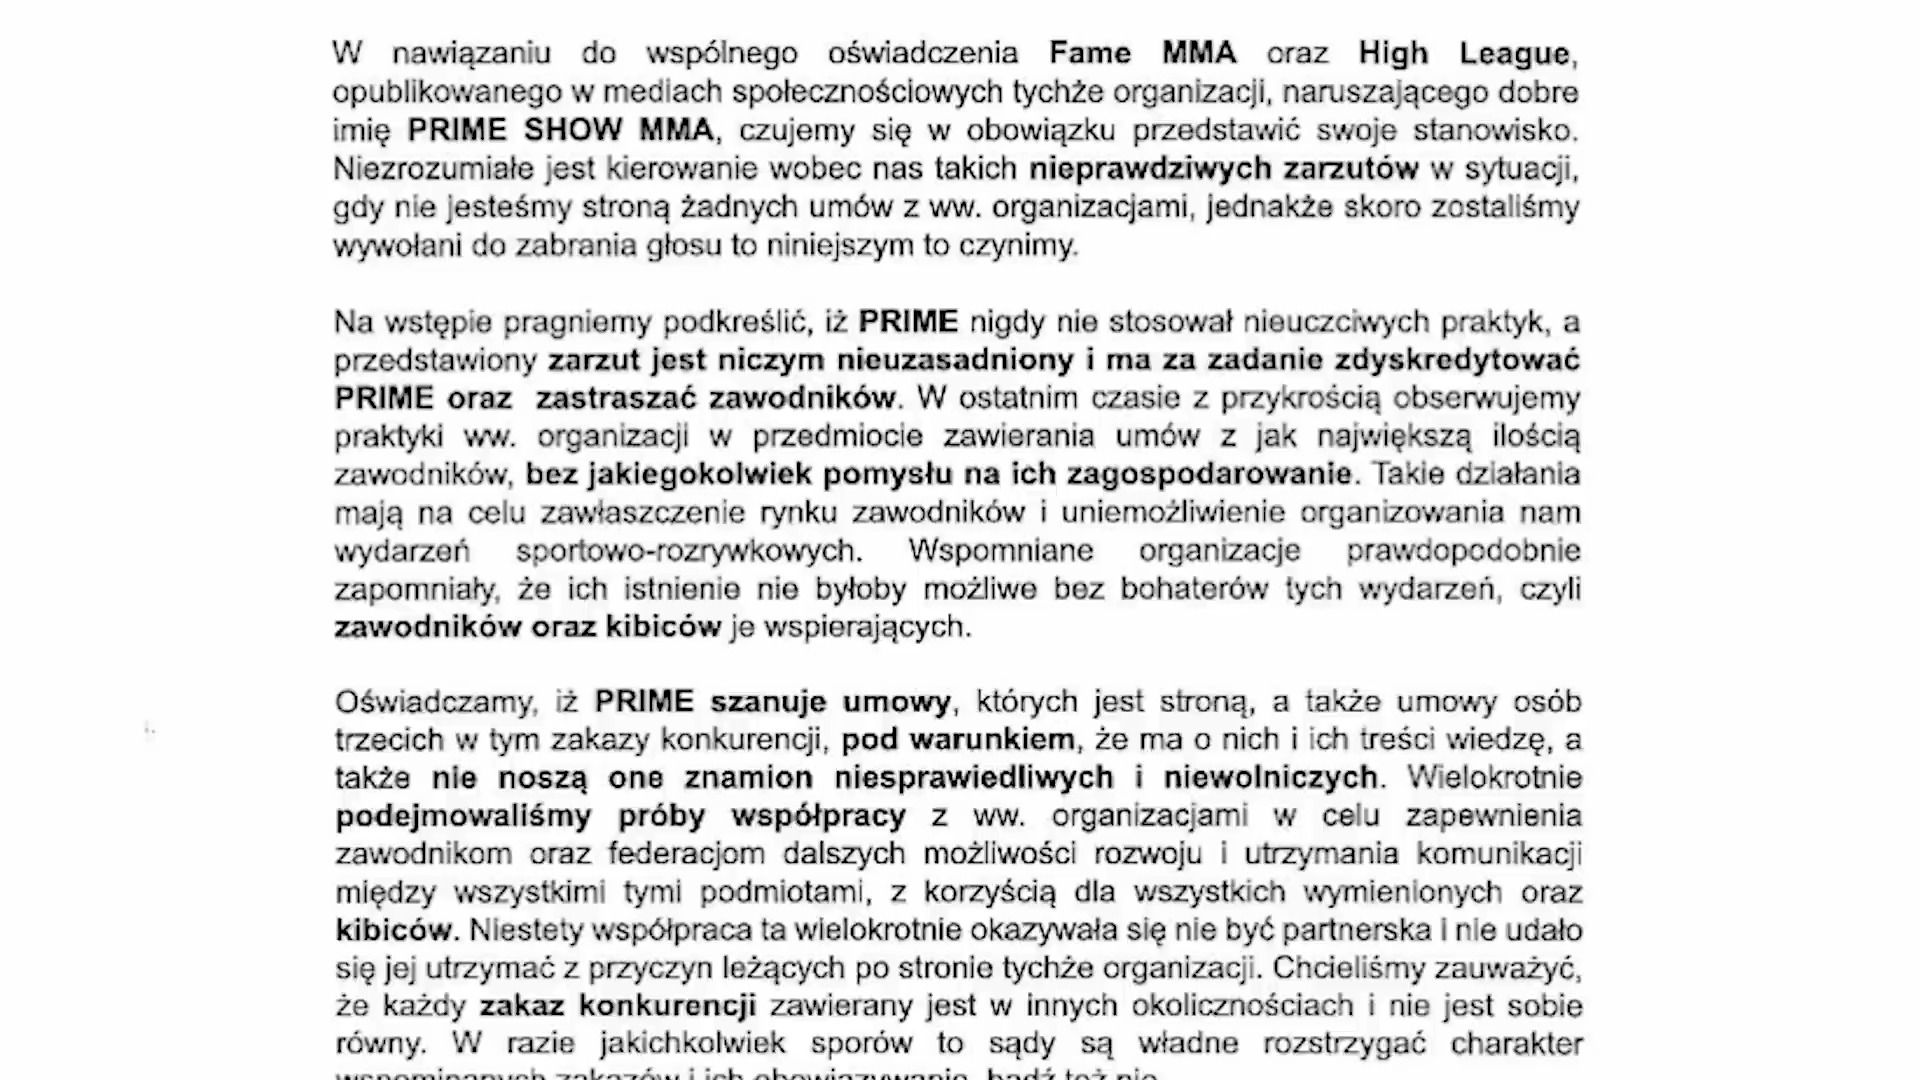 W nawiązaniu do wspólnego oświadczenia Fame MMA oraz High League,
opublikowanego w mediach społecznościowych tychże organizacji, naruszającego dobre
imię PRIME SHOW MMA, czujemy się w obowiązku przedstawić swoje stanowisko.
Niezrozumiałe jest kierowanie wobec nas takich nieprawdziwych zarzutów w sytuacji,
gdy nie jesteśmy stroną żadnych umów z ww. organizacjami, jednakże skoro zostaliśmy
wywołani do zabrania głosu to niniejszym to czynimy.
Na wstępie pragniemy podkreślić, iż PRIME nigdy nie stosował nieuczciwych praktyk, a
przedstawiony zarzut jest niczym nieuzasadniony i ma za zadanie zdyskredytować
PRIME oraz zastraszać zawodników. W ostatnim czasie z przykrością obserwujemy
praktyki ww. organizacji w przedmiocie zawierania umów z jak największą ilością
zawodników, bez jakiegokolwiek pomysłu na ich zagospodarowanie. Takie działania
mają na celu zawłaszczenie rynku zawodników i uniemożliwienie organizowania nam
wydarzeń sportowo-rozrywkowych. Wspomniane organizacje prawdopodobnie
zapomniały, że ich istnienie nie byłoby możliwe bez bohaterów tych wydarzeń, czyli
zawodników oraz kibiców je wspierających.
Oświadczamy, iż PRIME szanuje umowy, których jest stroną, a także umowy osób
trzecich w tym zakazy konkurencji, pod warunkiem, że ma o nich i ich treści wiedzę, a
także nie noszą one znamion niesprawiedliwych i niewolniczych. Wielokrotnie
podejmowaliśmy próby współpracy z ww. organizacjami w celu zapewnienia
zawodnikom oraz federacjom dalszych możliwości rozwoju i utrzymania komunikacji
między wszystkimi tymi podmiotami, z korzyścią dla wszystkich wymienionych oraz
kibiców. Niestety współpraca ta wielokrotnie okazywała się nie być partnerska i nie udało
się jej utrzymać z przyczyn leżących po stronie tychże organizacji. Chcieliśmy zauważyć,
że każdy zakaz konkurencji zawierany jest w innych okolicznościach i nie jest sobie
równy. W razie jakichkolwiek sporów to sądy są władne rozstrzygać charakter
wspominanych zakazów i ich obowiązywanie, bądź też nie.